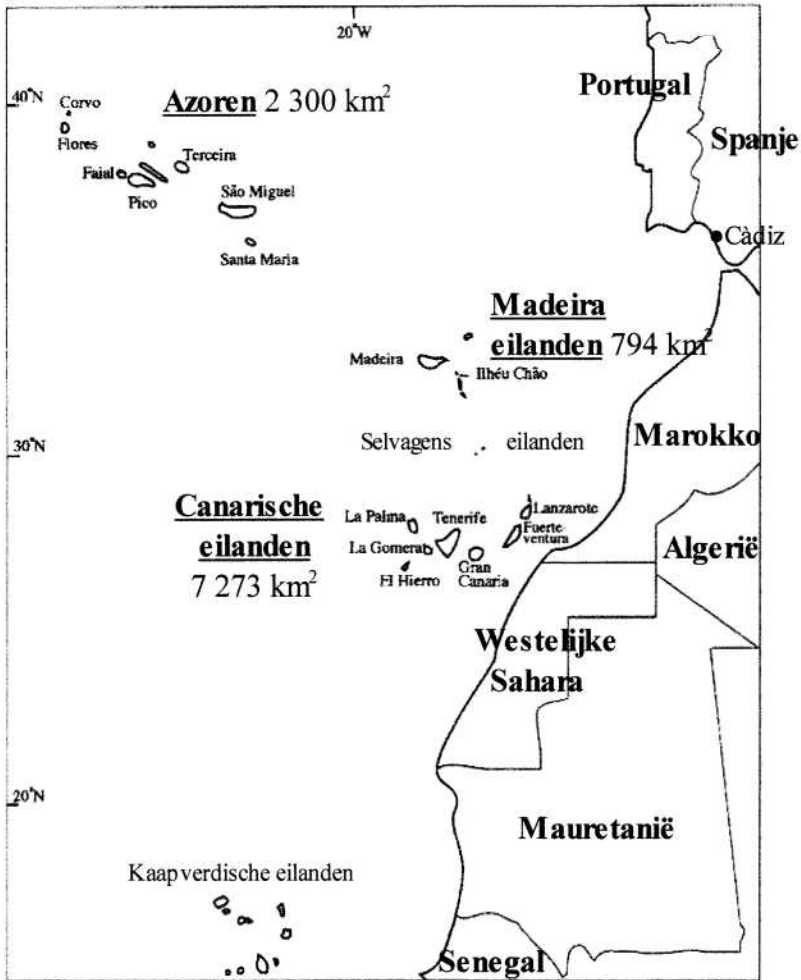 20°W
40°N
Corvo
Flores
Faial
Pico
Terceira
São Miguel
Santa Maria
Azoren 2 300 km²
Portugal
Spanje
Càdiz
Madeira
eilanden 794 km²
Madeira
Ilhéu Chão
Selvagens eilanden
30°N
Marokko
Canarische
eilanden
7 273 km²
La Palma
Tenerife
Lanzarote
Fuerte-
ventura
La Gomera
El Hierro
Gran
Canaria
Algerië
Westelijke
Sahara
20°N
Mauretanië
Kaapverdische eilanden
Senegal